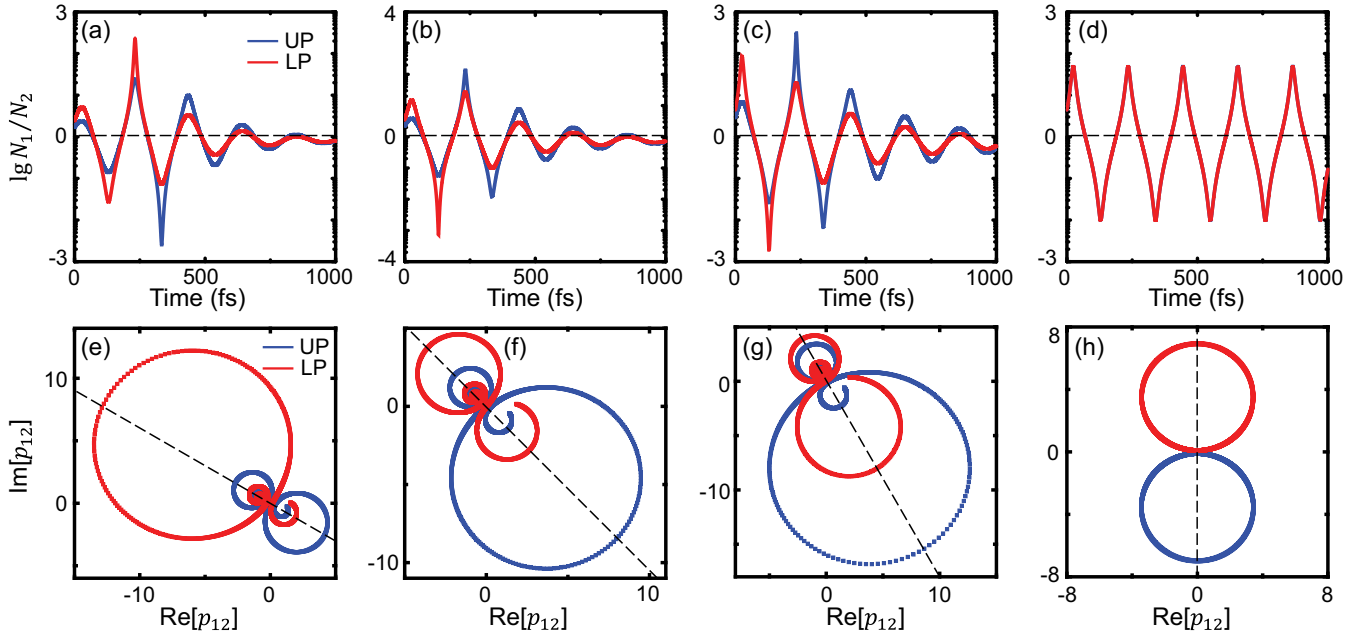 3 (a) UP LP
4 (b)
3 (c)
3 (d)
lg N₁/N₂
0 0 0 0
-3 -4 -3 -3
0 500 1000 0 500 1000 0 500 1000 0 500 1000
Time (fs) Time (fs) Time (fs) Time (fs)
(e) UP LP
(f)
(g)
(h)
Im[p₁₂]
10 0
0 -10
0 -10
8 0 -8
-10 0
0 10
0 10
-8 0 8
Re[p₁₂] Re[p₁₂] Re[p₁₂] Re[p₁₂]